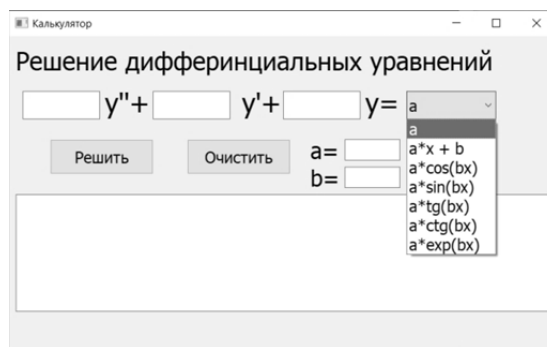 Калькулятор
Решение дифферинциальных уравнений
y"+ y'+ y= a
a
a*x + b
a*cos(bx)
a*sin(bx)
a*tg(bx)
a*ctg(bx)
a*exp(bx)
Решить Очистить a=
b=